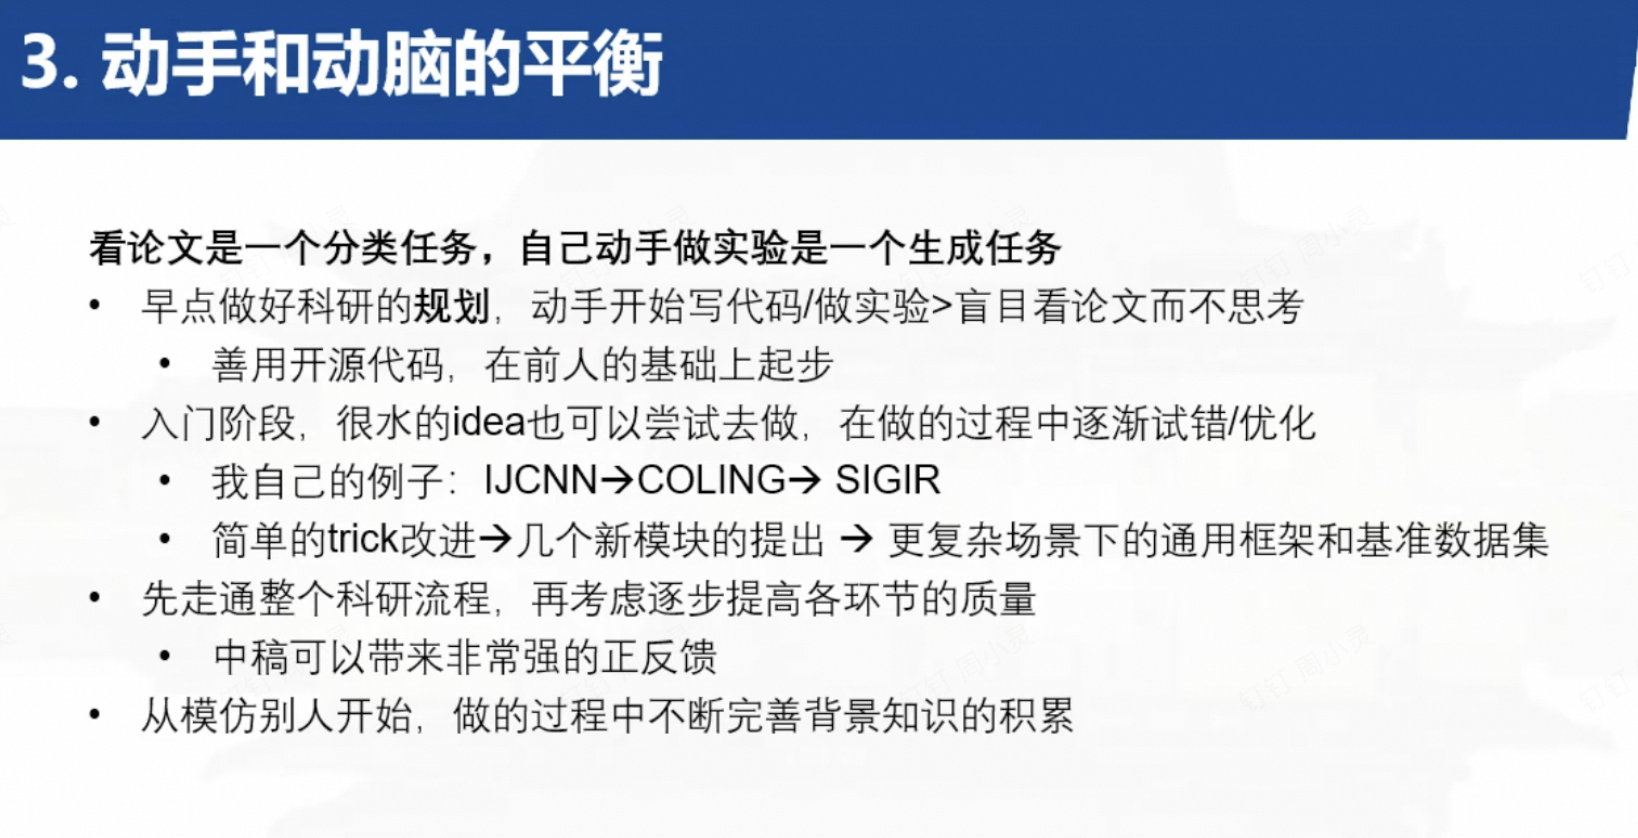 3. 动手和动脑的平衡
看论文是一个分类任务，自己动手做实验是一个生成任务
• 早点做好科研的规划，动手开始写代码/做实验>盲目看论文而不思考
• 善用开源代码，在前人的基础上起步
• 入门阶段，很水的idea也可以尝试去做，在做的过程中逐渐试错/优化
• 我自己的例子：IJCNN→COLING→ SIGIR
• 简单的trick改进→几个新模块的提出 → 更复杂场景下的通用框架和基准数据集
• 先走通整个科研流程，再考虑逐步提高各环节的质量
• 中稿可以带来非常强的正反馈
• 从模仿别人开始，做的过程中不断完善背景知识的积累